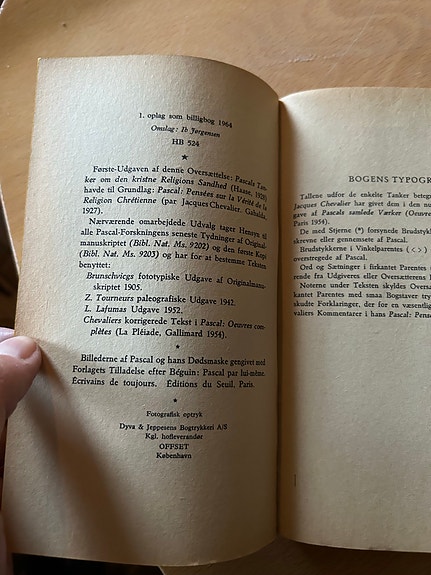 1. oplag som billigbog 1964
Omslag: Ib Jørgensen
HB 524
★
Første-Udgaven af denne Oversættelse: Pascals Tan-
ker om den kristne Religions Sandhed (Haase, 1929)
havde til Grundlag: Pascal: Pensées sur la Vérité de la
Religion Chrétienne (par Jacques Chevalier. Gabalda,
1927).
Nærværende omarbejdede Udvalg tager Hensyn til
alle Pascal-Forskningens seneste Tydninger af Original-
manuskriptet (Bibl. Nat. Ms. 9202) og den første Kopi
(Bibl. Nat. Ms. 9203) og har for at bestemme Teksten
benyttet:
Brunschvicgs fototypiske Udgave af Originalmanu-
skriptet 1905.
Z. Tourneurs paleografiske Udgave 1942.
L. Lafumas Udgave 1952.
Chevaliers korrigerede Tekst i Pascal: Oeuvres com-
plètes (La Pléiade, Gallimard 1954).
★
Billederne af Pascal og hans Dødsmaske gengivet med
Forlagets Tilladelse efter Béguin: Pascal par lui-même.
Écrivains de toujours. Éditions du Seuil, Paris.
★
Fotografisk optryk
Dyva & Jeppesens Bogtrykkeri A/S
Kgl. hofleverandør
OFFSET
København
BOGENS TYPOGR
Tallene udfor de enkelte Tanker beteg
Jacques Chevalier har givet dem i den nu
gave af Pascals samlede Værker (Oeuvres
Paris 1954).
De med Stjerne (*) forsynede Brudstykk
skrevne eller gennemsete af Pascal.
Brudstykkerne i Vinkelparentes (< >)
overstregede af Pascal.
Ord og Sætninger i firkantet Parentes
rende fra Udgiveres eller Oversætterens
Noterne under Teksten skyldes Oversæt
kantet Parentes med smaa Bogstaver try
skudte Forklaringer, der for en væsentlig
valiers Kommentarer i hans Pascal: Pens